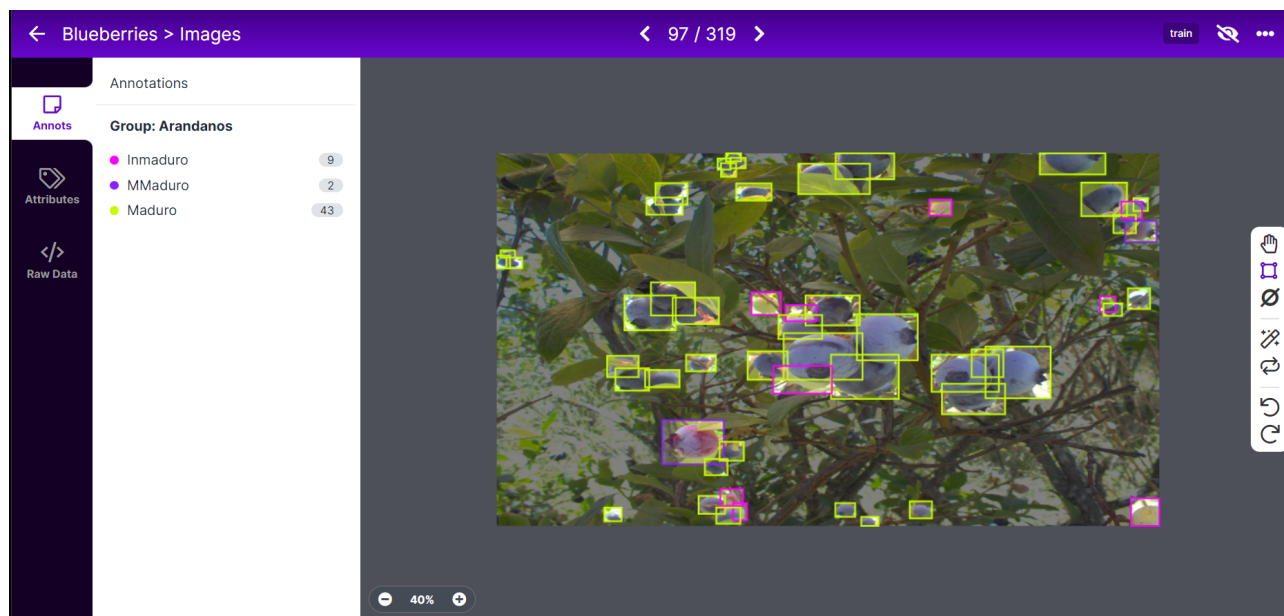 Blueberries > Images
97 / 319
train
Annots
Attributes
Raw Data
Annotations
Group: Arandanos
Inmaduro 9
MMaduro 2
Maduro 43
40%